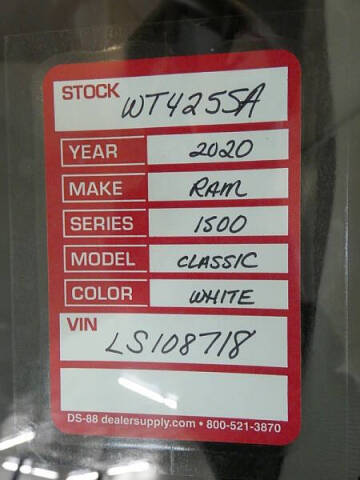 STOCK WT4255A
YEAR 2020
MAKE RAM
SERIES 1500
MODEL CLASSIC
COLOR WHITE
VIN
LS108718
DS-88 dealersupply.com • 800-521-3870